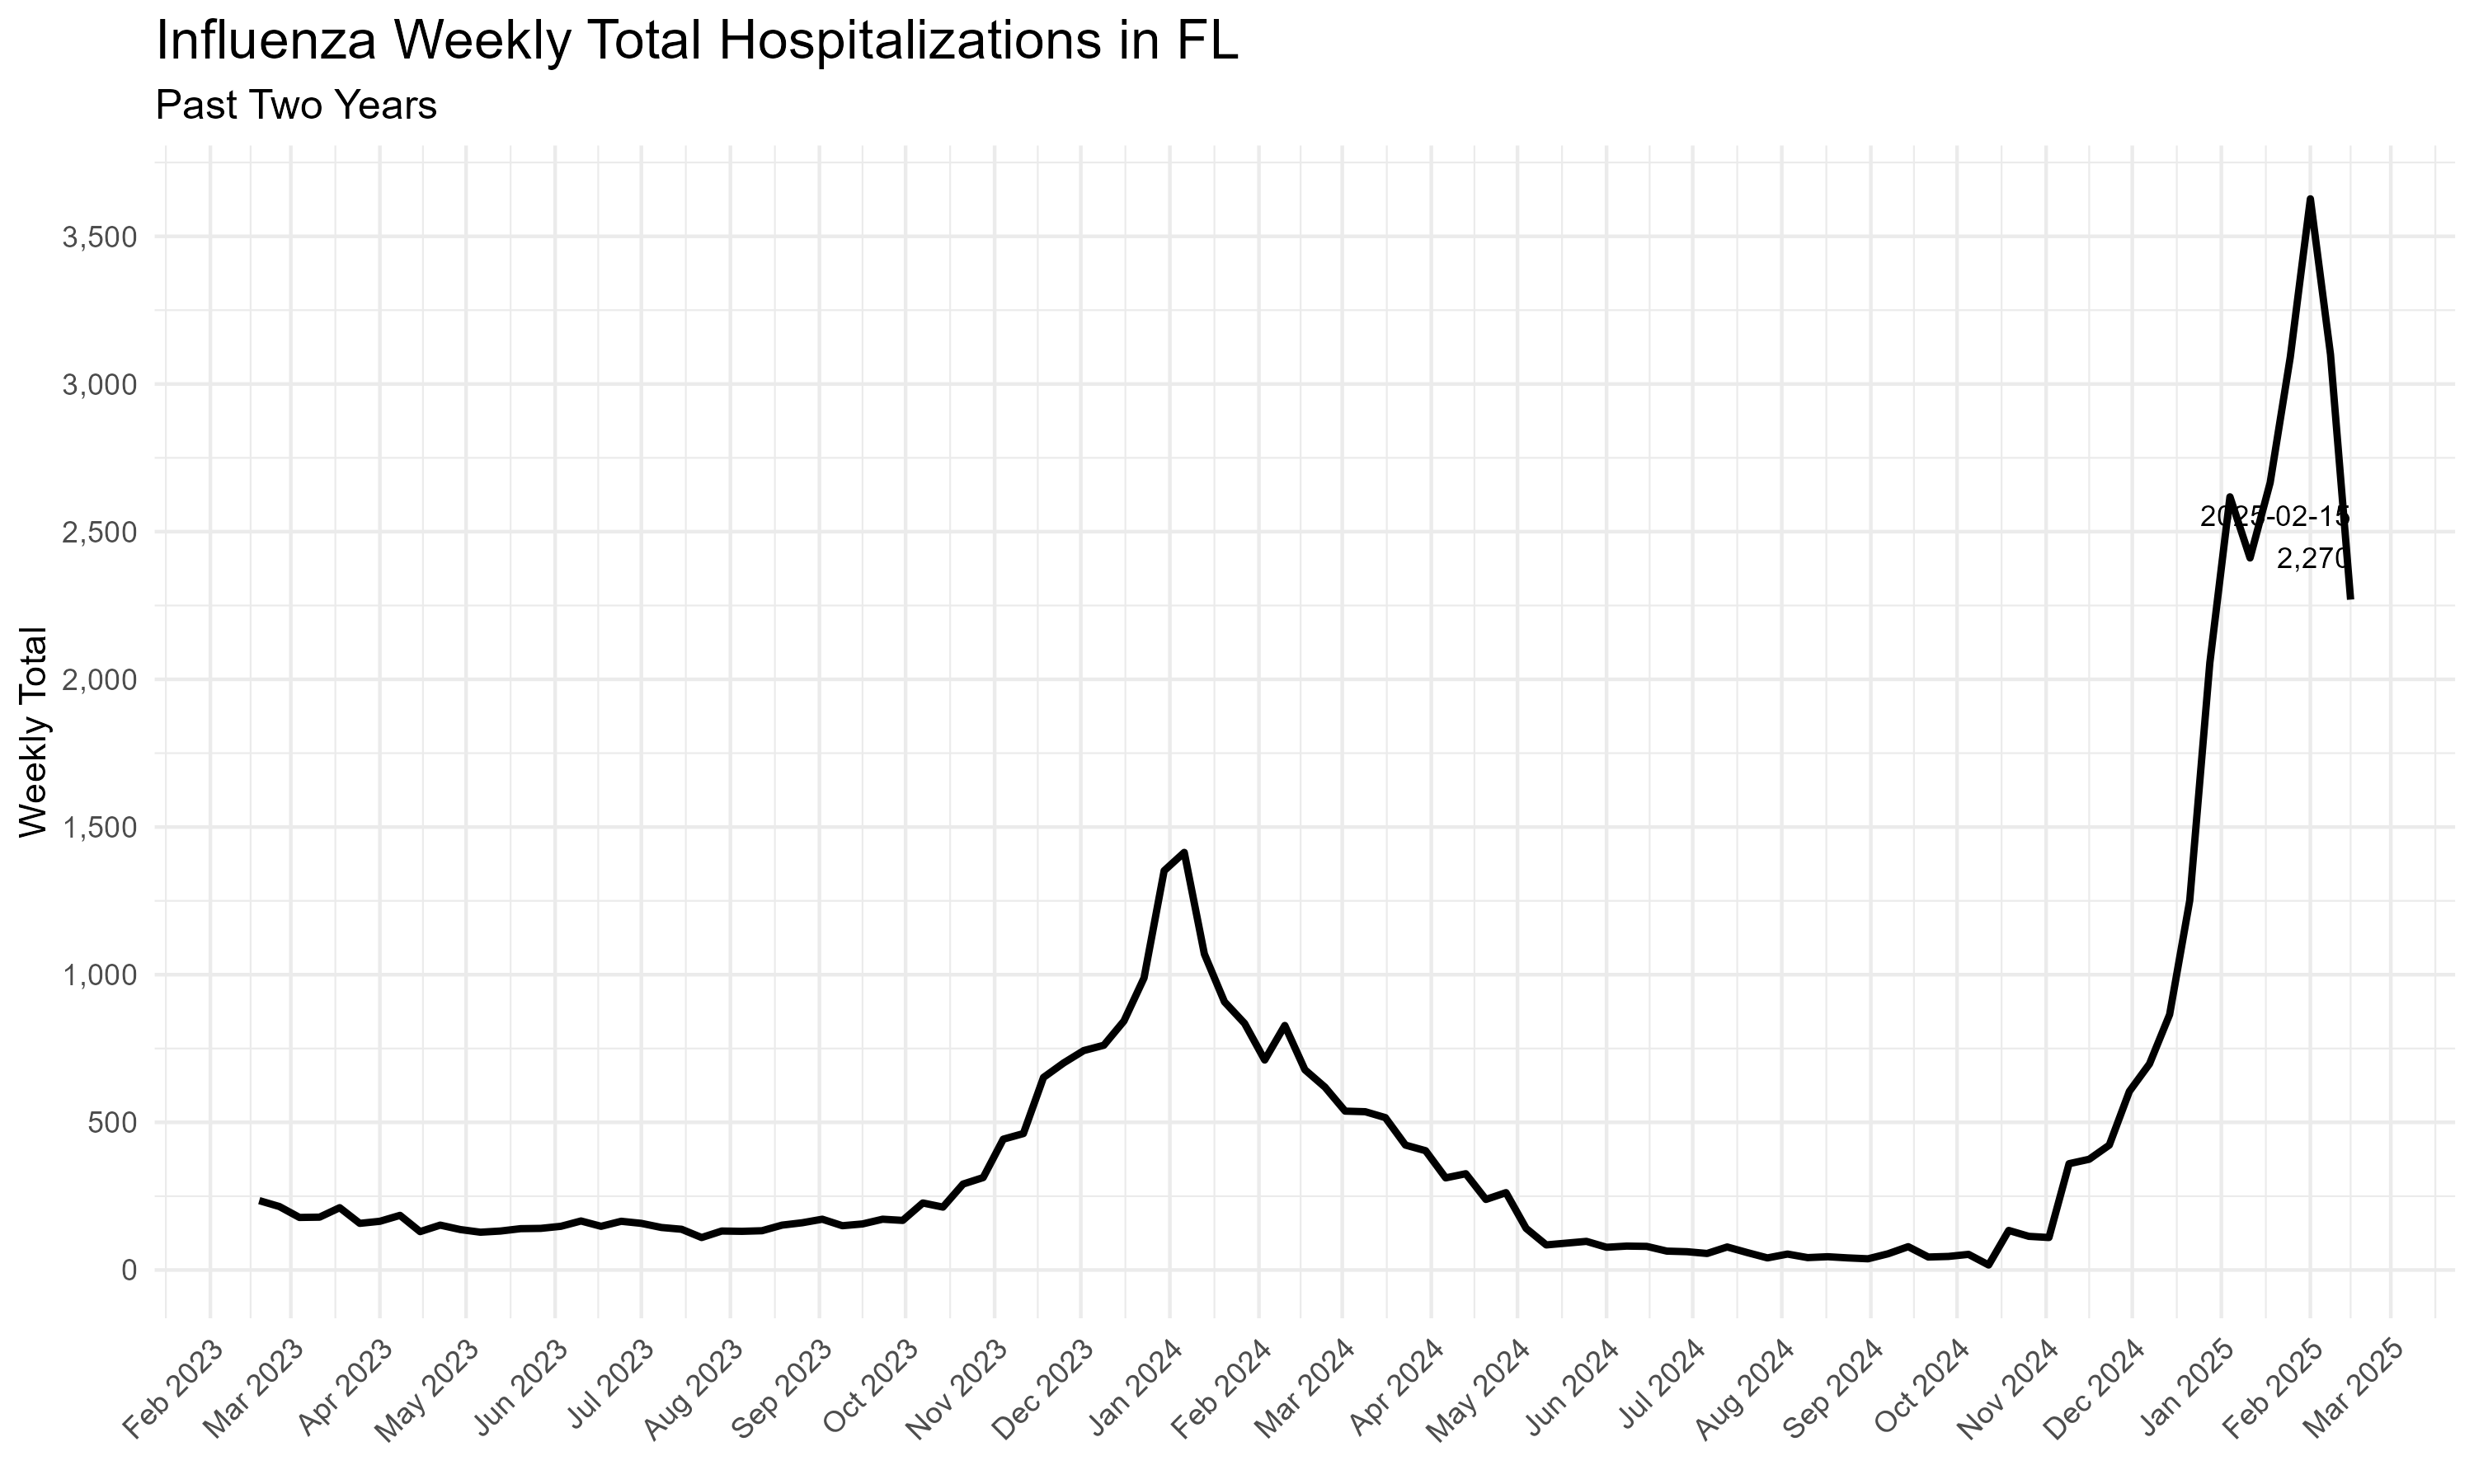 Influenza Weekly Total Hospitalizations in FL
Past Two Years
Weekly Total
3,500
3,000
2,500
2,000
1,500
1,000
500
0
2025-02-15
2,270
Feb 2023
Mar 2023
Apr 2023
May 2023
Jun 2023
Jul 2023
Aug 2023
Sep 2023
Oct 2023
Nov 2023
Dec 2023
Jan 2024
Feb 2024
Mar 2024
Apr 2024
May 2024
Jun 2024
Jul 2024
Aug 2024
Sep 2024
Oct 2024
Nov 2024
Dec 2024
Jan 2025
Feb 2025
Mar 2025